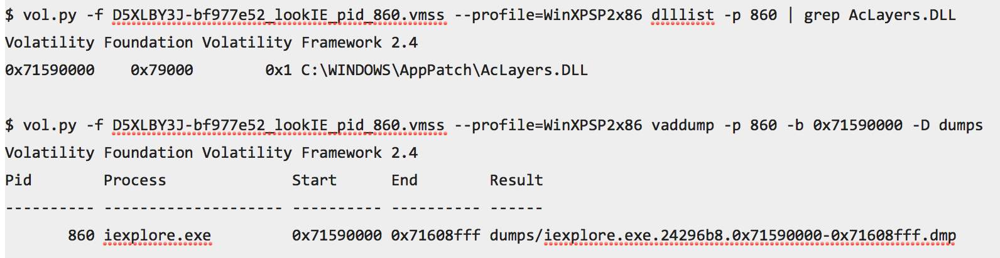 $ vol.py -f D5XLBY3J-bf977e52_lookIE_pid_860.vmss --profile=WinXPSP2x86 dlllist -p 860 | grep AcLayers.DLL
Volatility Foundation Volatility Framework 2.4
0x71590000    0x79000        0x1 C:\WINDOWS\AppPatch\AcLayers.DLL
$ vol.py -f D5XLBY3J-bf977e52_lookIE_pid_860.vmss --profile=WinXPSP2x86 vaddump -p 860 -b 0x71590000 -D dumps
Volatility Foundation Volatility Framework 2.4
Pid        Process              Start      End        Result
---------- -------------------- ---------- ---------- ------
       860 iexplore.exe         0x71590000 0x71608fff dumps/iexplore.exe.24296b8.0x71590000-0x71608fff.dmp